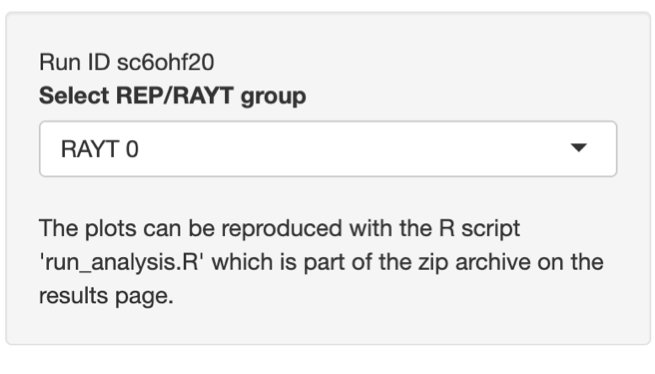 Run ID sc6ohf20
Select REP/RAYT group
RAYT 0
The plots can be reproduced with the R script
'run_analysis.R' which is part of the zip archive on the
results page.